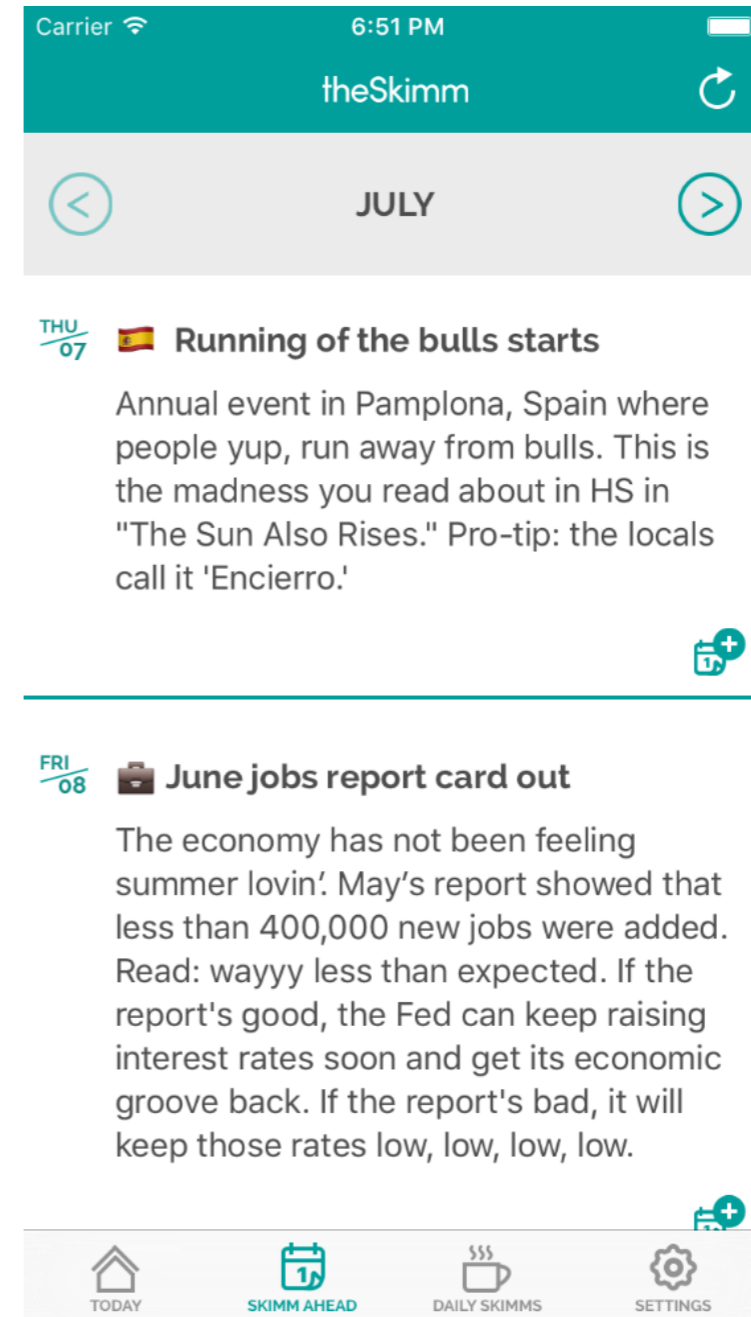 Carrier
6:51 PM
theSkimm
<
JULY
>
THU
07
Running of the bulls starts
Annual event in Pamplona, Spain where
people yup, run away from bulls. This is
the madness you read about in HS in
"The Sun Also Rises." Pro-tip: the locals
call it 'Encierro.'
1
FRI
08
June jobs report card out
The economy has not been feeling
summer lovin’. May’s report showed that
less than 400,000 new jobs were added.
Read: wayyy less than expected. If the
report's good, the Fed can keep raising
interest rates soon and get its economic
groove back. If the report's bad, it will
keep those rates low, low, low, low.
1
TODAY
SKIMM AHEAD
DAILY SKIMMS
SETTINGS